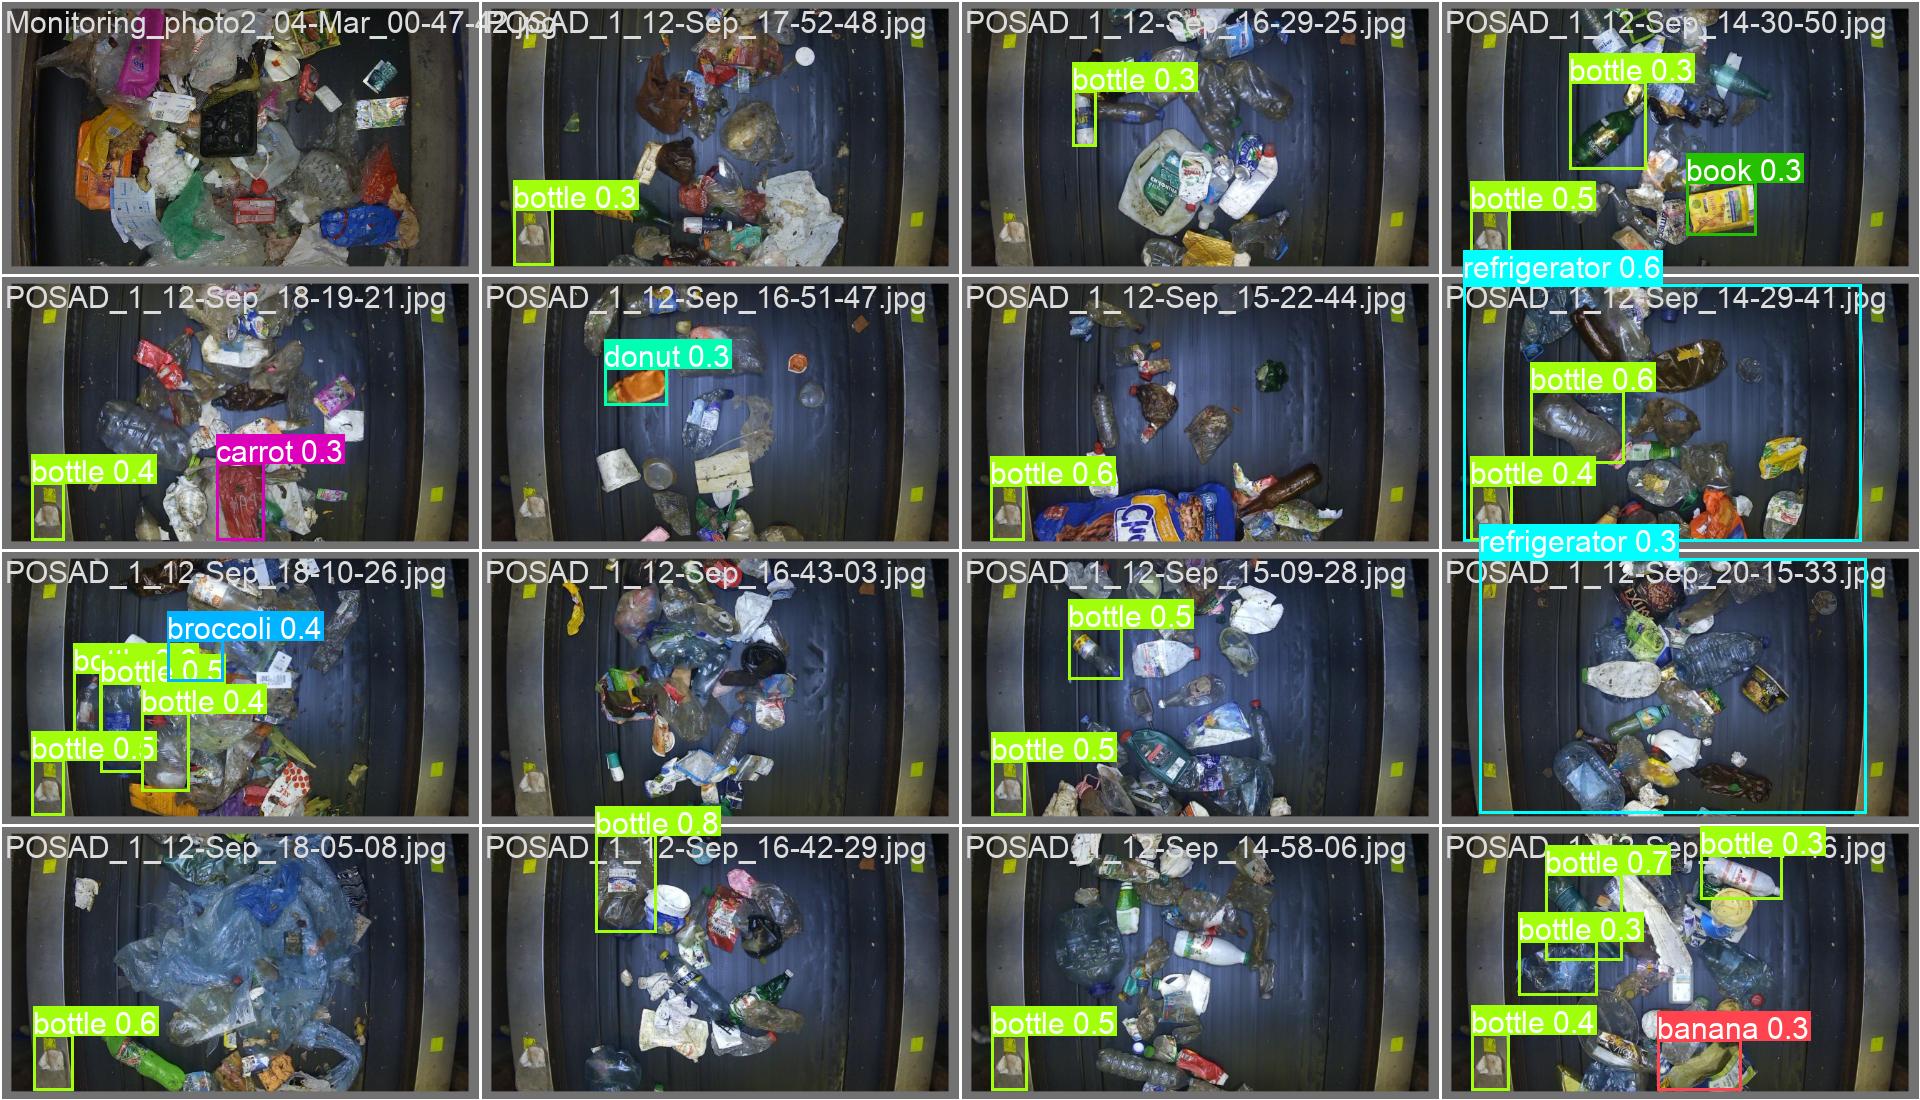 Monitoring_photo2_04-Mar_00-47-42.jpg
POSAD_1_12-Sep_17-52-48.jpg
bottle 0.3
POSAD_1_12-Sep_16-29-25.jpg
bottle 0.3
POSAD_1_12-Sep_14-30-50.jpg
bottle 0.3
book 0.3
bottle 0.5
POSAD_1_12-Sep_18-19-21.jpg
carrot 0.3
bottle 0.4
POSAD_1_12-Sep_16-51-47.jpg
donut 0.3
POSAD_1_12-Sep_15-22-44.jpg
bottle 0.6
refrigerator 0.6
POSAD_1_12-Sep_14-29-41.jpg
bottle 0.6
bottle 0.4
POSAD_1_12-Sep_18-10-26.jpg
broccoli 0.4
bottle 0.5
bottle 0.4
bottle 0.5
POSAD_1_12-Sep_16-43-03.jpg
POSAD_1_12-Sep_15-09-28.jpg
bottle 0.5
bottle 0.5
refrigerator 0.3
POSAD_1_12-Sep_20-15-33.jpg
POSAD_1_12-Sep_18-05-08.jpg
bottle 0.6
bottle 0.8
POSAD_1_12-Sep_16-42-29.jpg
POSAD_1_12-Sep_14-58-06.jpg
bottle 0.5
bottle 0.3
bottle 0.7
bottle 0.3
bottle 0.4
banana 0.3